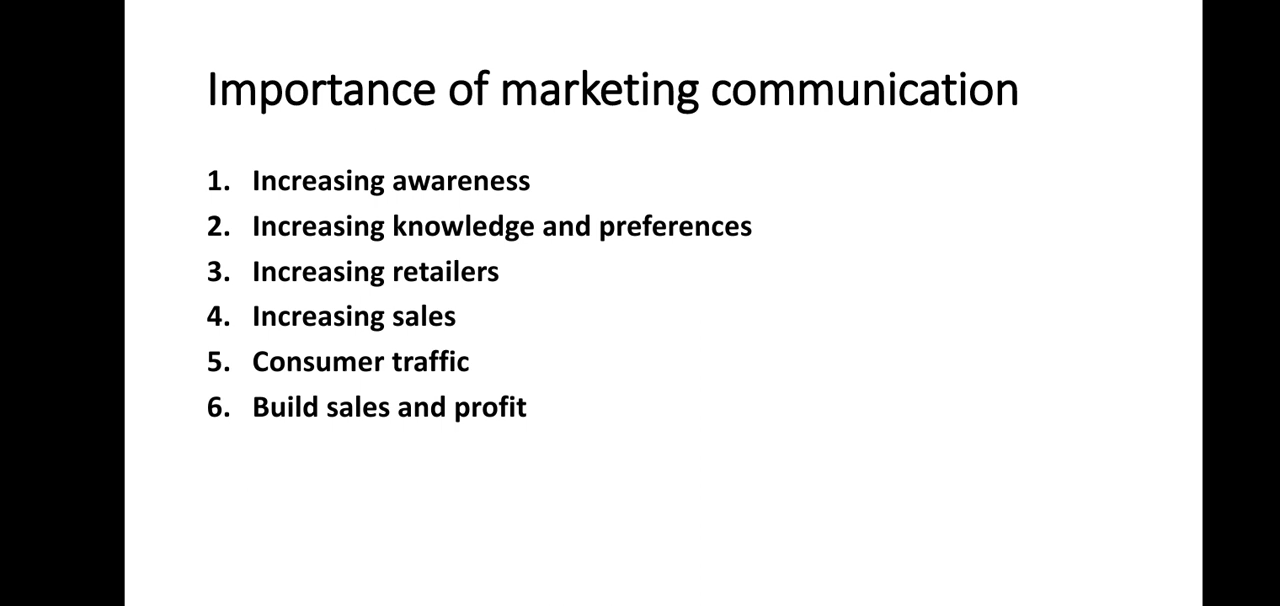 Importance of marketing communication
1. Increasing awareness
2. Increasing knowledge and preferences
3. Increasing retailers
4. Increasing sales
5. Consumer traffic
6. Build sales and profit